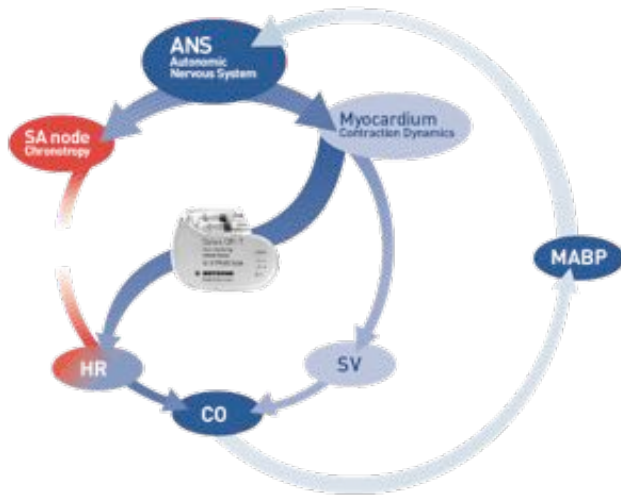 ANS
Autonomic
Nervous System
SA node
Chronotropy
Myocardium
Contraction Dynamics
MABP
HR
SV
CO